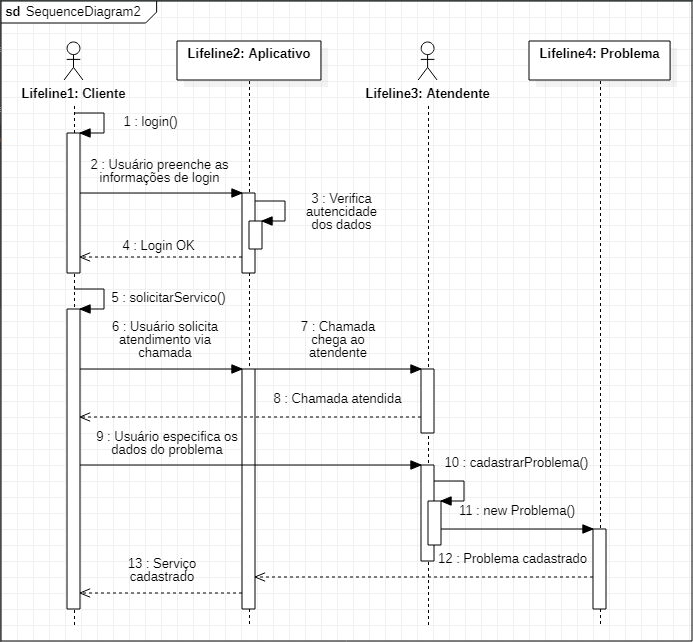 sd SequenceDiagram2
Lifeline1: Cliente
Lifeline2: Aplicativo
Lifeline3: Atendente
Lifeline4: Problema
1 : login()
2 : Usuário preenche as
informações de login
3 : Verifica
autencidade
dos dados
4 : Login OK
5 : solicitarServico()
6 : Usuário solicita
atendimento via
chamada
7 : Chamada
chega ao
atendente
8 : Chamada atendida
9 : Usuário especifica os
dados do problema
10 : cadastrarProblema()
11 : new Problema()
12 : Problema cadastrado
13 : Serviço
cadastrado